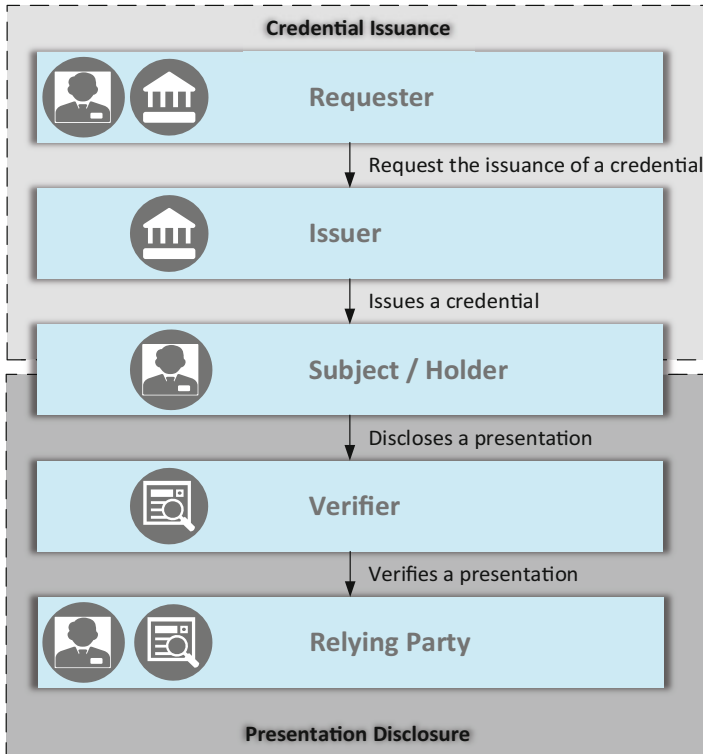 Credential Issuance
Requester
Request the issuance of a credential
Issuer
Issues a credential
Subject / Holder
Discloses a presentation
Verifier
Verifies a presentation
Relying Party
Presentation Disclosure